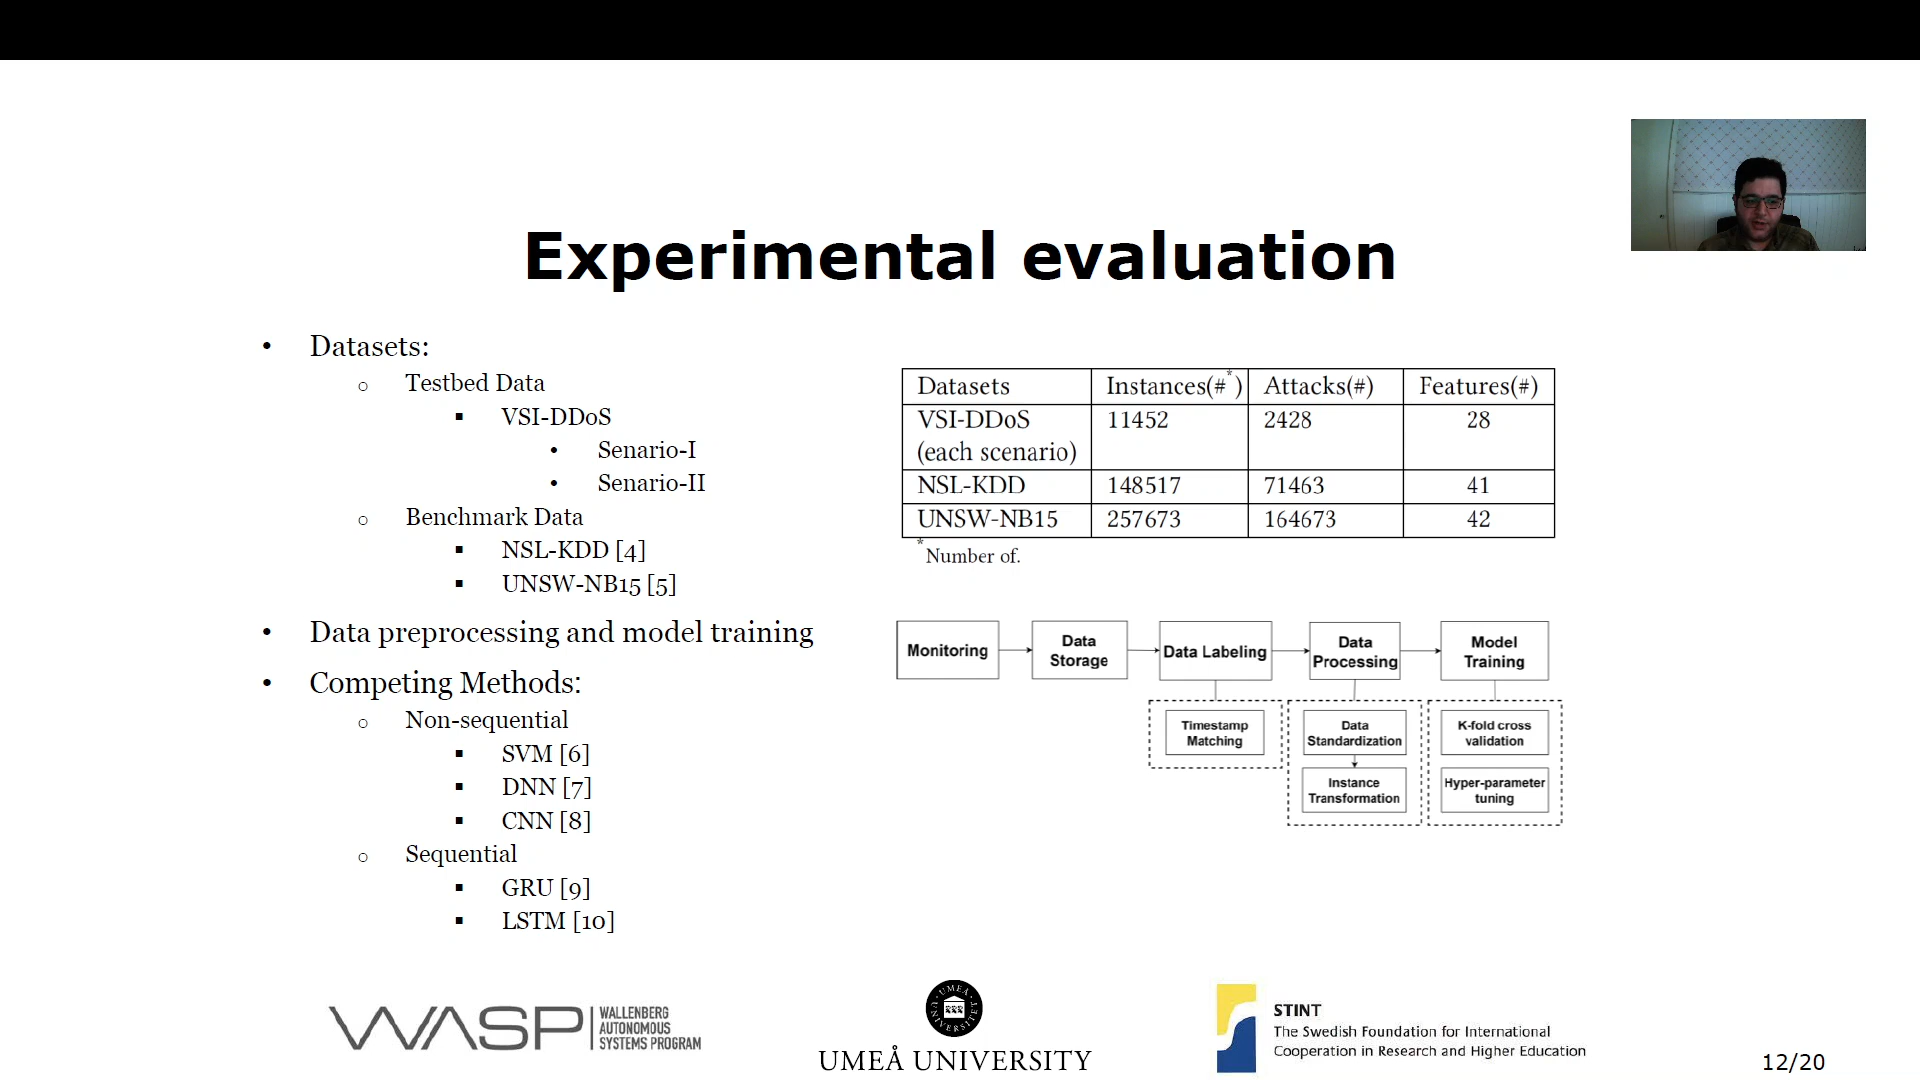 Experimental evaluation
• Datasets:
o Testbed Data
▪ VSI-DDoS
• Senario-I
• Senario-II
o Benchmark Data
▪ NSL-KDD [4]
▪ UNSW-NB15 [5]
• Data preprocessing and model training
• Competing Methods:
o Non-sequential
▪ SVM [6]
▪ DNN [7]
▪ CNN [8]
o Sequential
▪ GRU [9]
▪ LSTM [10]
Datasets Instances(#*) Attacks(#) Features(#)
VSI-DDoS 11452 2428 28
(each scenario)
NSL-KDD 148517 71463 41
UNSW-NB15 257673 164673 42
*Number of.
Monitoring
Data
Storage
Data Labeling
Data
Processing
Model
Training
Timestamp
Matching
Data
Standardization
Instance
Transformation
K-fold cross
validation
Hyper-parameter
tuning
WASP
WALLENBERG
AUTONOMOUS
SYSTEMS PROGRAM
UMEÅ UNIVERSITET
UMEÅ UNIVERSITY
STINT
The Swedish Foundation for International
Cooperation in Research and Higher Education
12/20